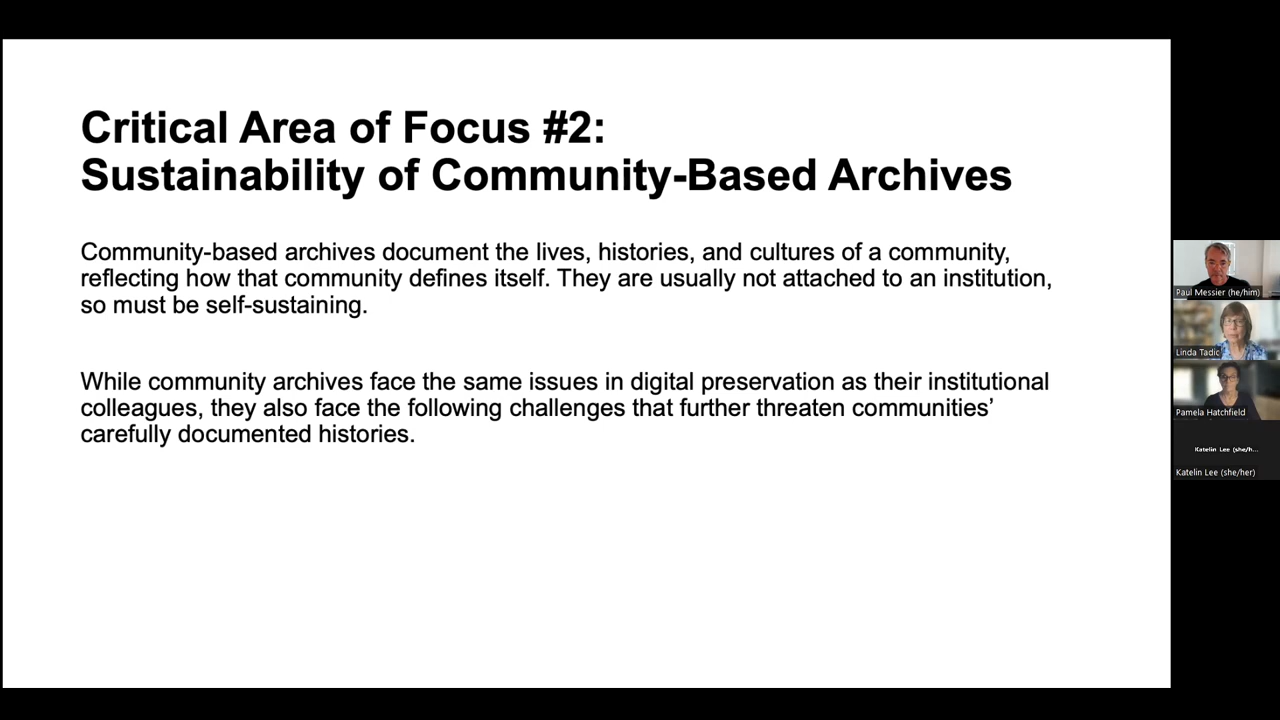 Critical Area of Focus #2:
Sustainability of Community-Based Archives
Community-based archives document the lives, histories, and cultures of a community,
reflecting how that community defines itself. They are usually not attached to an institution,
so must be self-sustaining.
While community archives face the same issues in digital preservation as their institutional
colleagues, they also face the following challenges that further threaten communities’
carefully documented histories.
Paul Messier (he/him)
Linda Tadic
Pamela Hatchfield
Katelin Lee (she/h...
Katelin Lee (she/her)